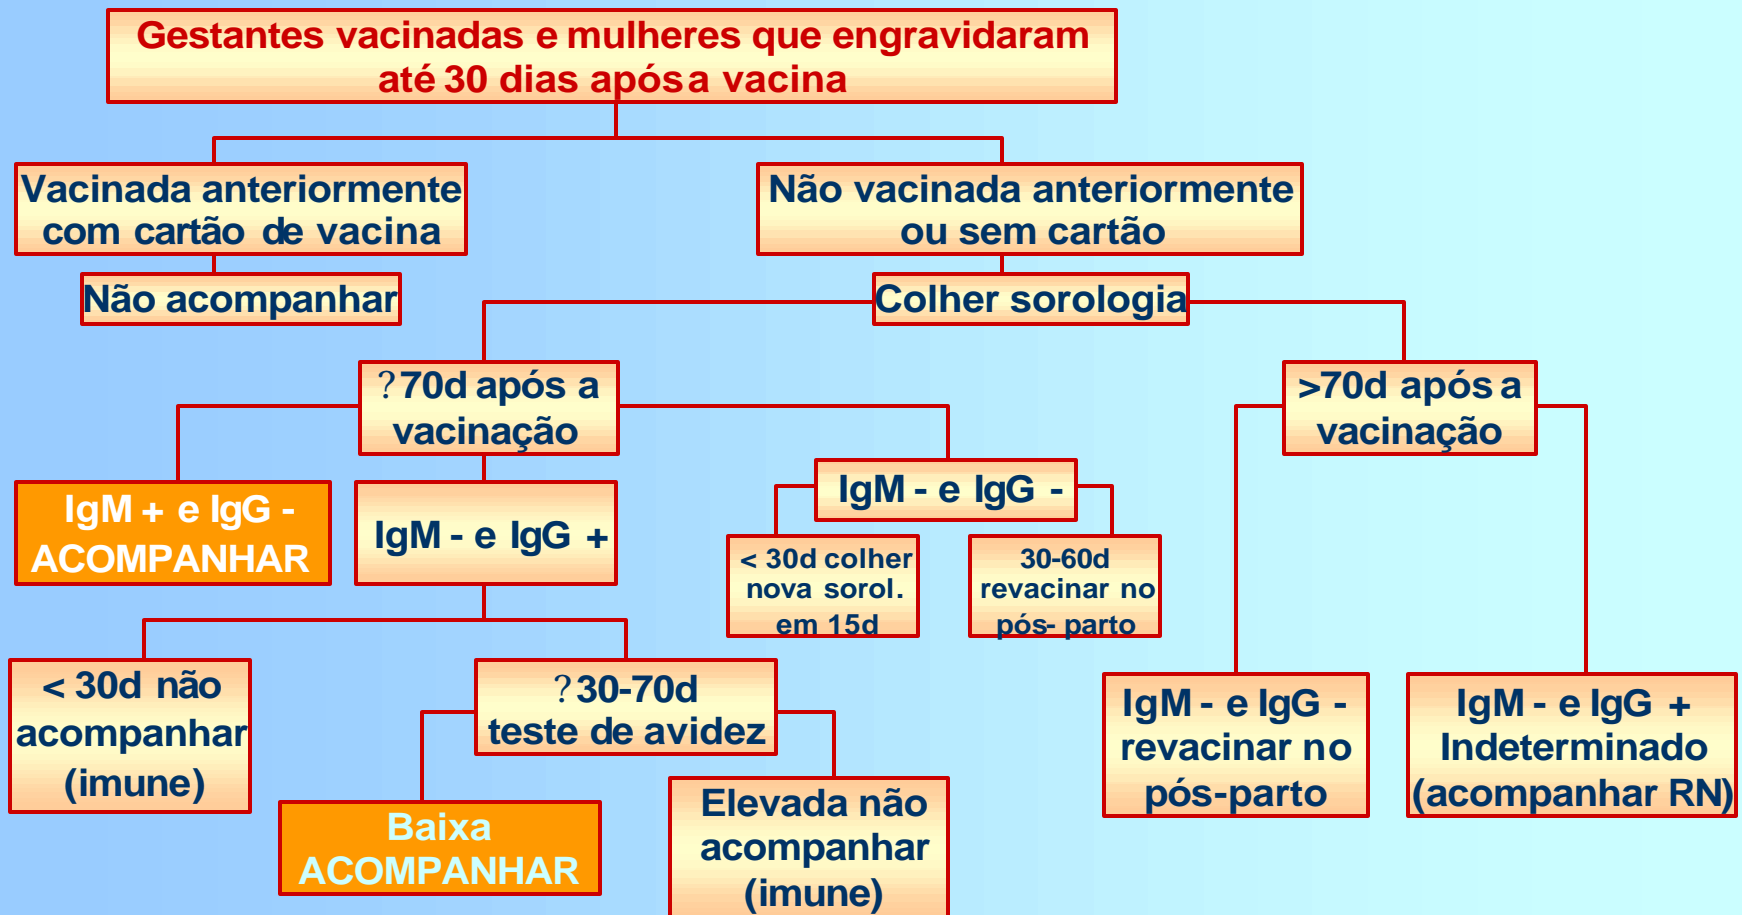 Gestantes vacinadas e mulheres que engravidaram
até 30 dias após a vacina
Vacinada anteriormente
com cartão de vacina
Não vacinada anteriormente
ou sem cartão
Não acompanhar
Colher sorologia
?70d após a
vacinação
>70d após a
vacinação
IgM + e IgG -
ACOMPANHAR
IgM - e IgG +
IgM - e IgG -
< 30d colher
nova sorol.
em 15d
30-60d
revacinar no
pós- parto
< 30d não
acompanhar
(imune)
?30-70d
teste de avidez
IgM - e IgG -
revacinar no
pós-parto
IgM - e IgG +
Indeterminado
(acompanhar RN)
Baixa
ACOMPANHAR
Elevada não
acompanhar
(imune)